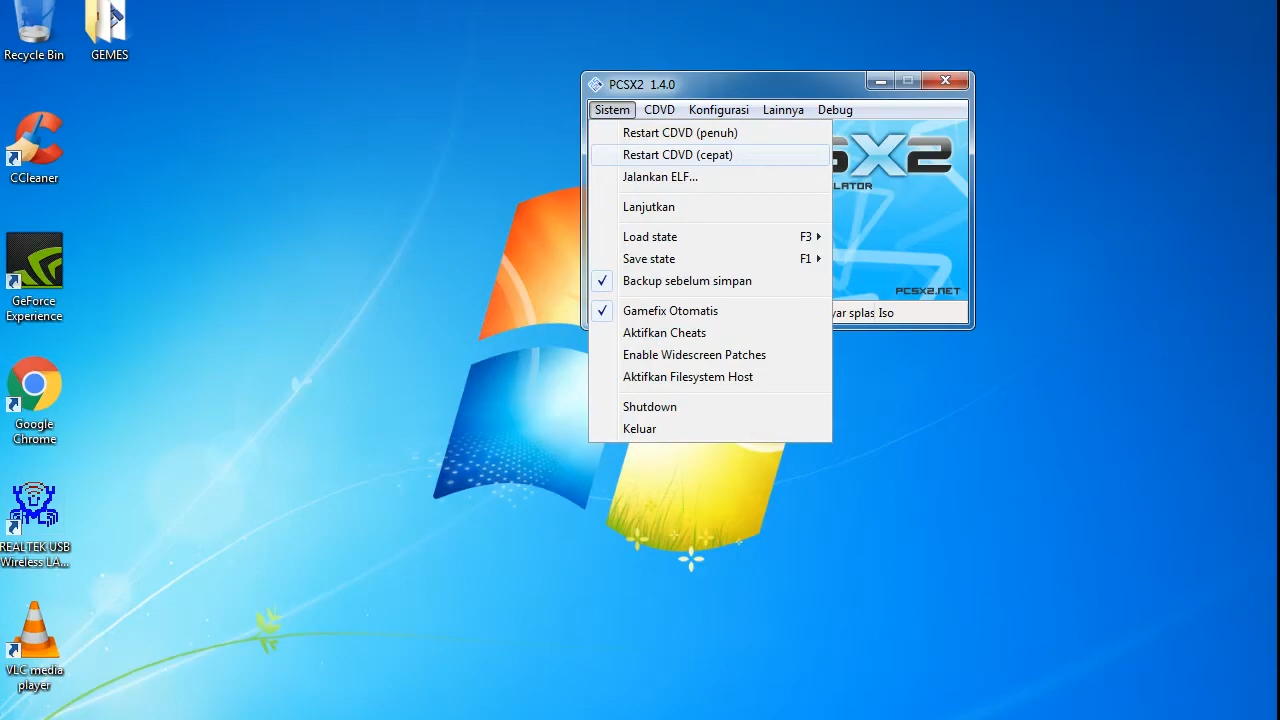 Recycle Bin
GEMES
CCleaner
GeForce
Experience
Google
Chrome
REALTEK USB
Wireless LA...
VLC media
player
PCSX2 1.4.0
Sistem CDVD Konfigurasi Lainnya Debug
Restart CDVD (penuh)
Restart CDVD (cepat)
Jalankan ELF...
Lanjutkan
Load state F3
Save state F1
Backup sebelum simpan
Gamefix Otomatis
Aktifkan Cheats
Enable Widescreen Patches
Aktifkan Filesystem Host
Shutdown
Keluar
SX2
LATOR
PCSX2.NET
yar splas Iso